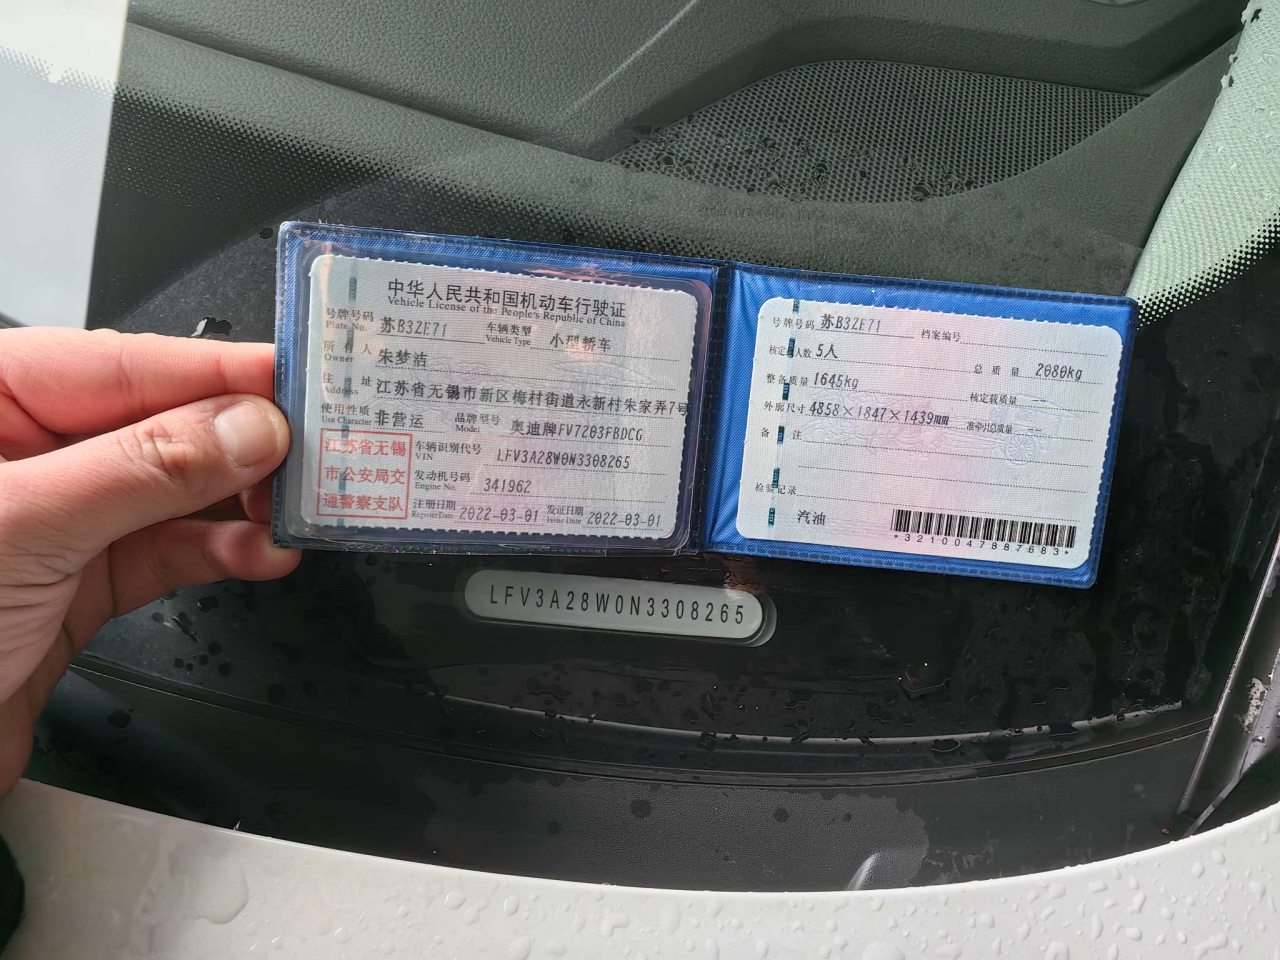 中华人民共和国机动车行驶证
Vehicle License of the People's Republic of China
号牌号码 苏B3ZE71 车辆类型 小型轿车
Plate No. Vehicle Type
所有人 朱梦洁
Owner
住址 江苏省无锡市新区梅村街道永新村朱家弄7号
Address
使用性质 非营运 品牌型号 奥迪牌FV7203FBDCG
Use Character Model
江苏省无锡
市公安局交
通警察支队
车辆识别代号 LFV3A28W0N3308265
VIN
发动机号码 341962
Engine No.
注册日期 2022-03-01 发证日期 2022-03-01
Register Date Issue Date
号牌号码 苏B3ZE71 档案编号
核定载人数 5人 总质量 2080kg
整备质量 1645kg 核定载质量 --
外廓尺寸 4858×1847×1439mm 准牵引总质量 --
备注
检验记录
汽油
*3210047887683*
LFV3A28W0N3308265